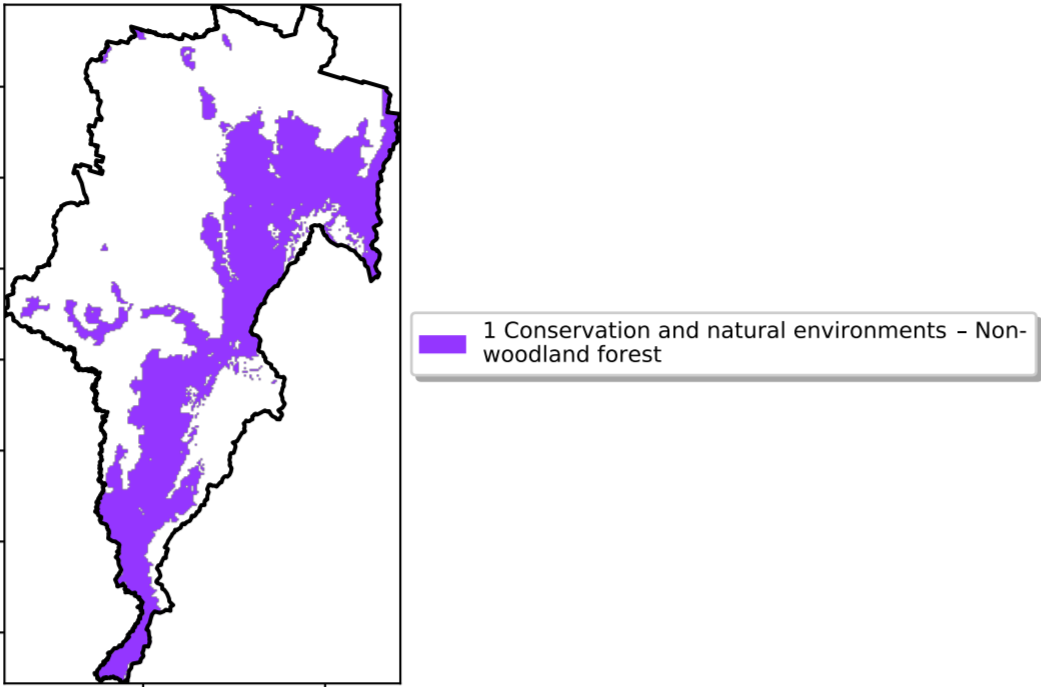 1 Conservation and natural environments – Non-
woodland forest